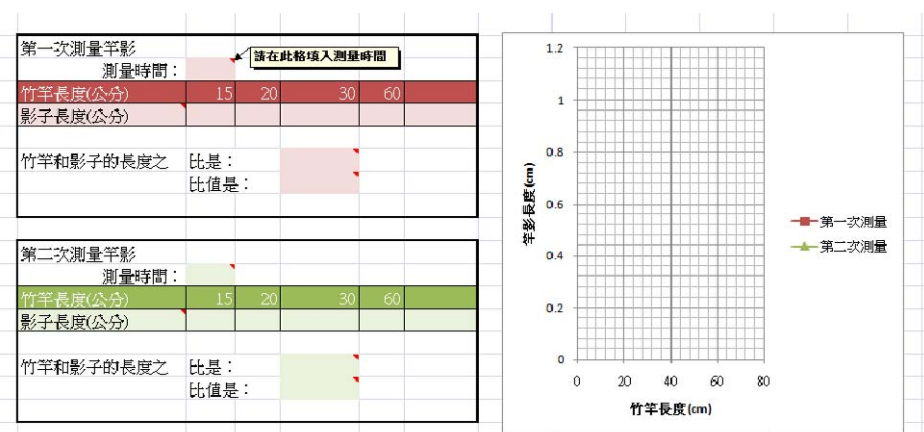 第一次測量竿影
測量時間：
請在此格填入測量時間
竹竿長度(公分) 15 20 30 60
影子長度(公分)
竹竿和影子的長度之 比是：
比值是：
第二次測量竿影
測量時間：
竹竿長度(公分) 15 20 30 60
影子長度(公分)
竹竿和影子的長度之 比是：
比值是：
竿影長度(cm)
1.2
1
0.8
0.6
0.4
0.2
0
0 20 40 60 80
竹竿長度(cm)
第一次測量
第二次測量